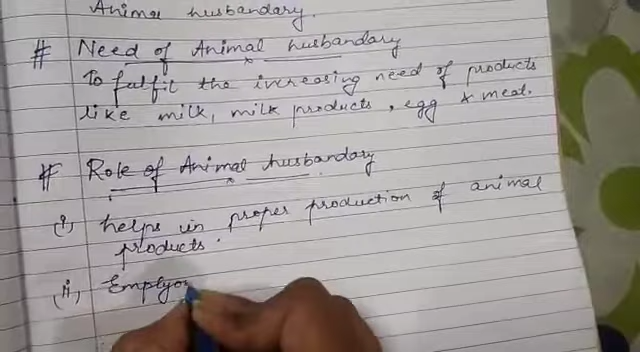 Animal husbandary.
# Need of Animal husbandary
To fulfil the increasing need of products
like milk, milk products, egg & meat.
# Role of Animal husbandary
(i) helps in proper production of animal
products.
(ii) Emplyo